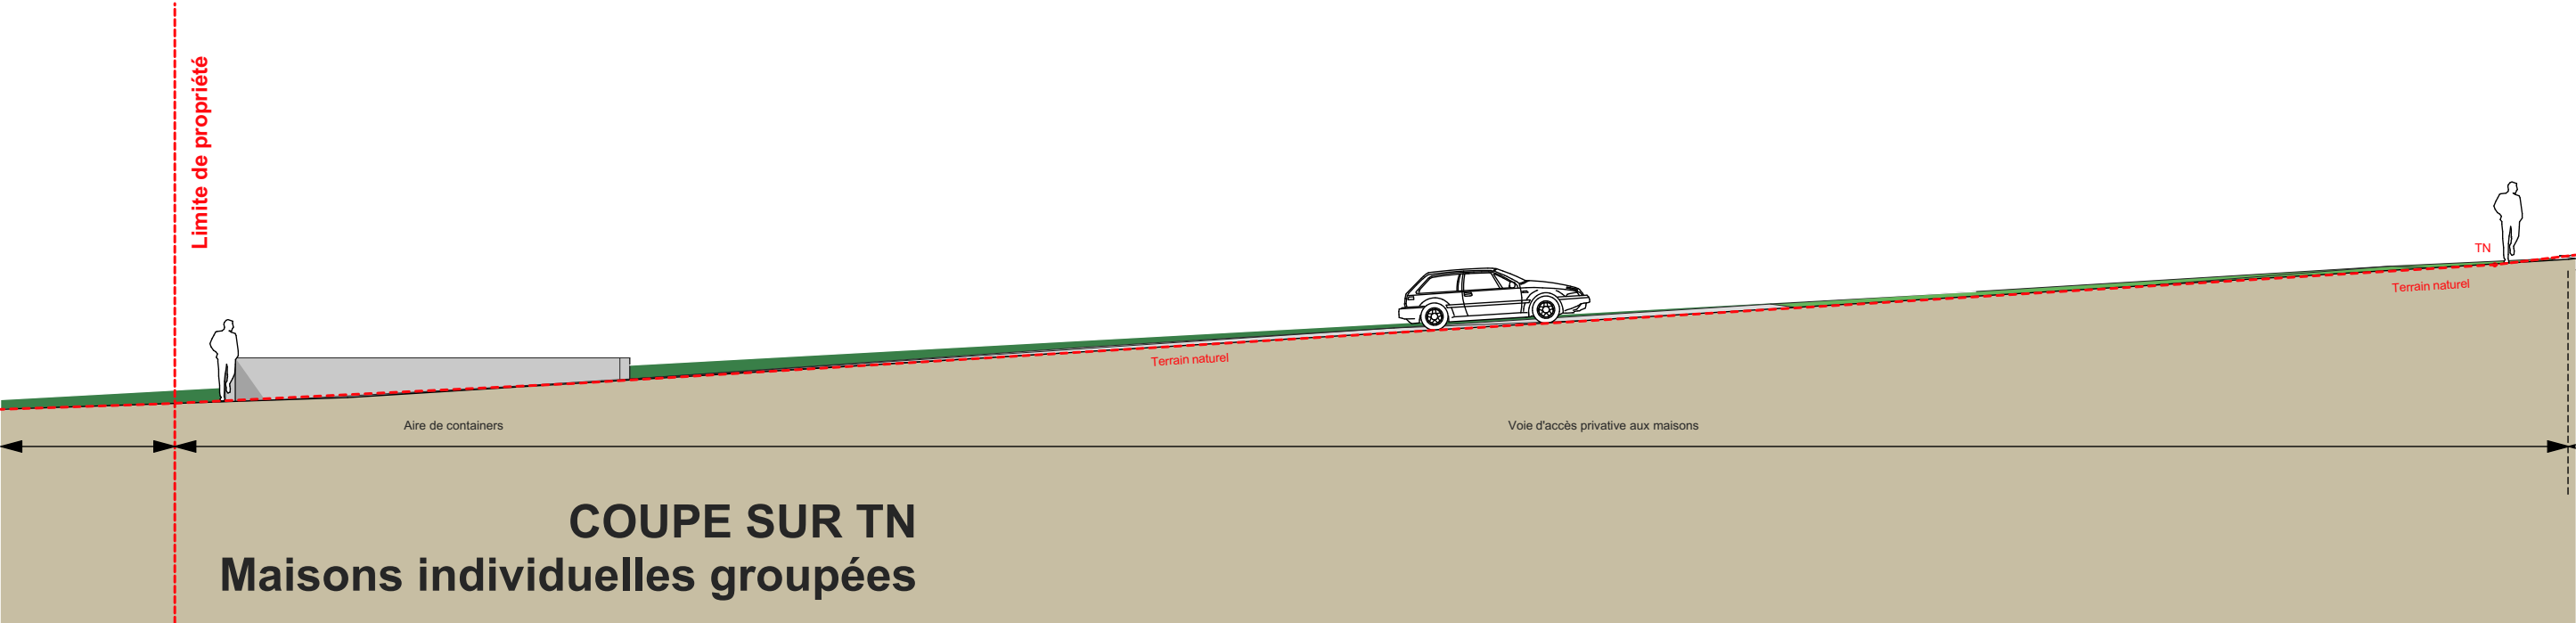 Limite de propriété
TN
Terrain naturel
Terrain naturel
Aire de containers
Voie d'accès privative aux maisons
COUPE SUR TN
Maisons individuelles groupées